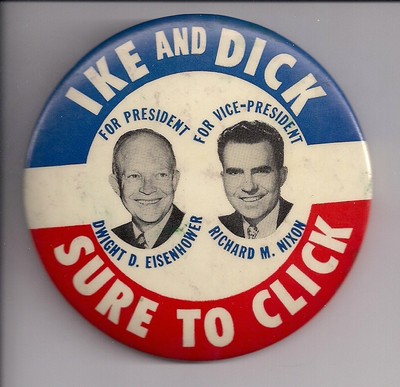 IKE AND DICK
FOR PRESIDENT
FOR VICE-PRESIDENT
DWIGHT D. EISENHOWER
RICHARD M. NIXON
SURE TO CLICK